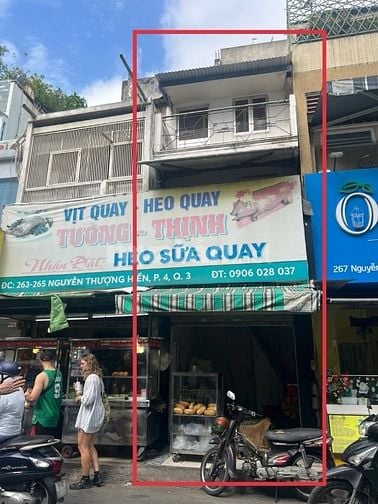 VỊT QUAY - HEO QUAY
TƯỜNG - THỊNH
Nhận Đặt HEO SỮA QUAY
ĐC: 263-265 NGUYỄN THƯỢNG HIỀN, P. 4, Q. 3 ĐT: 0906 028 037
267 Nguyễn